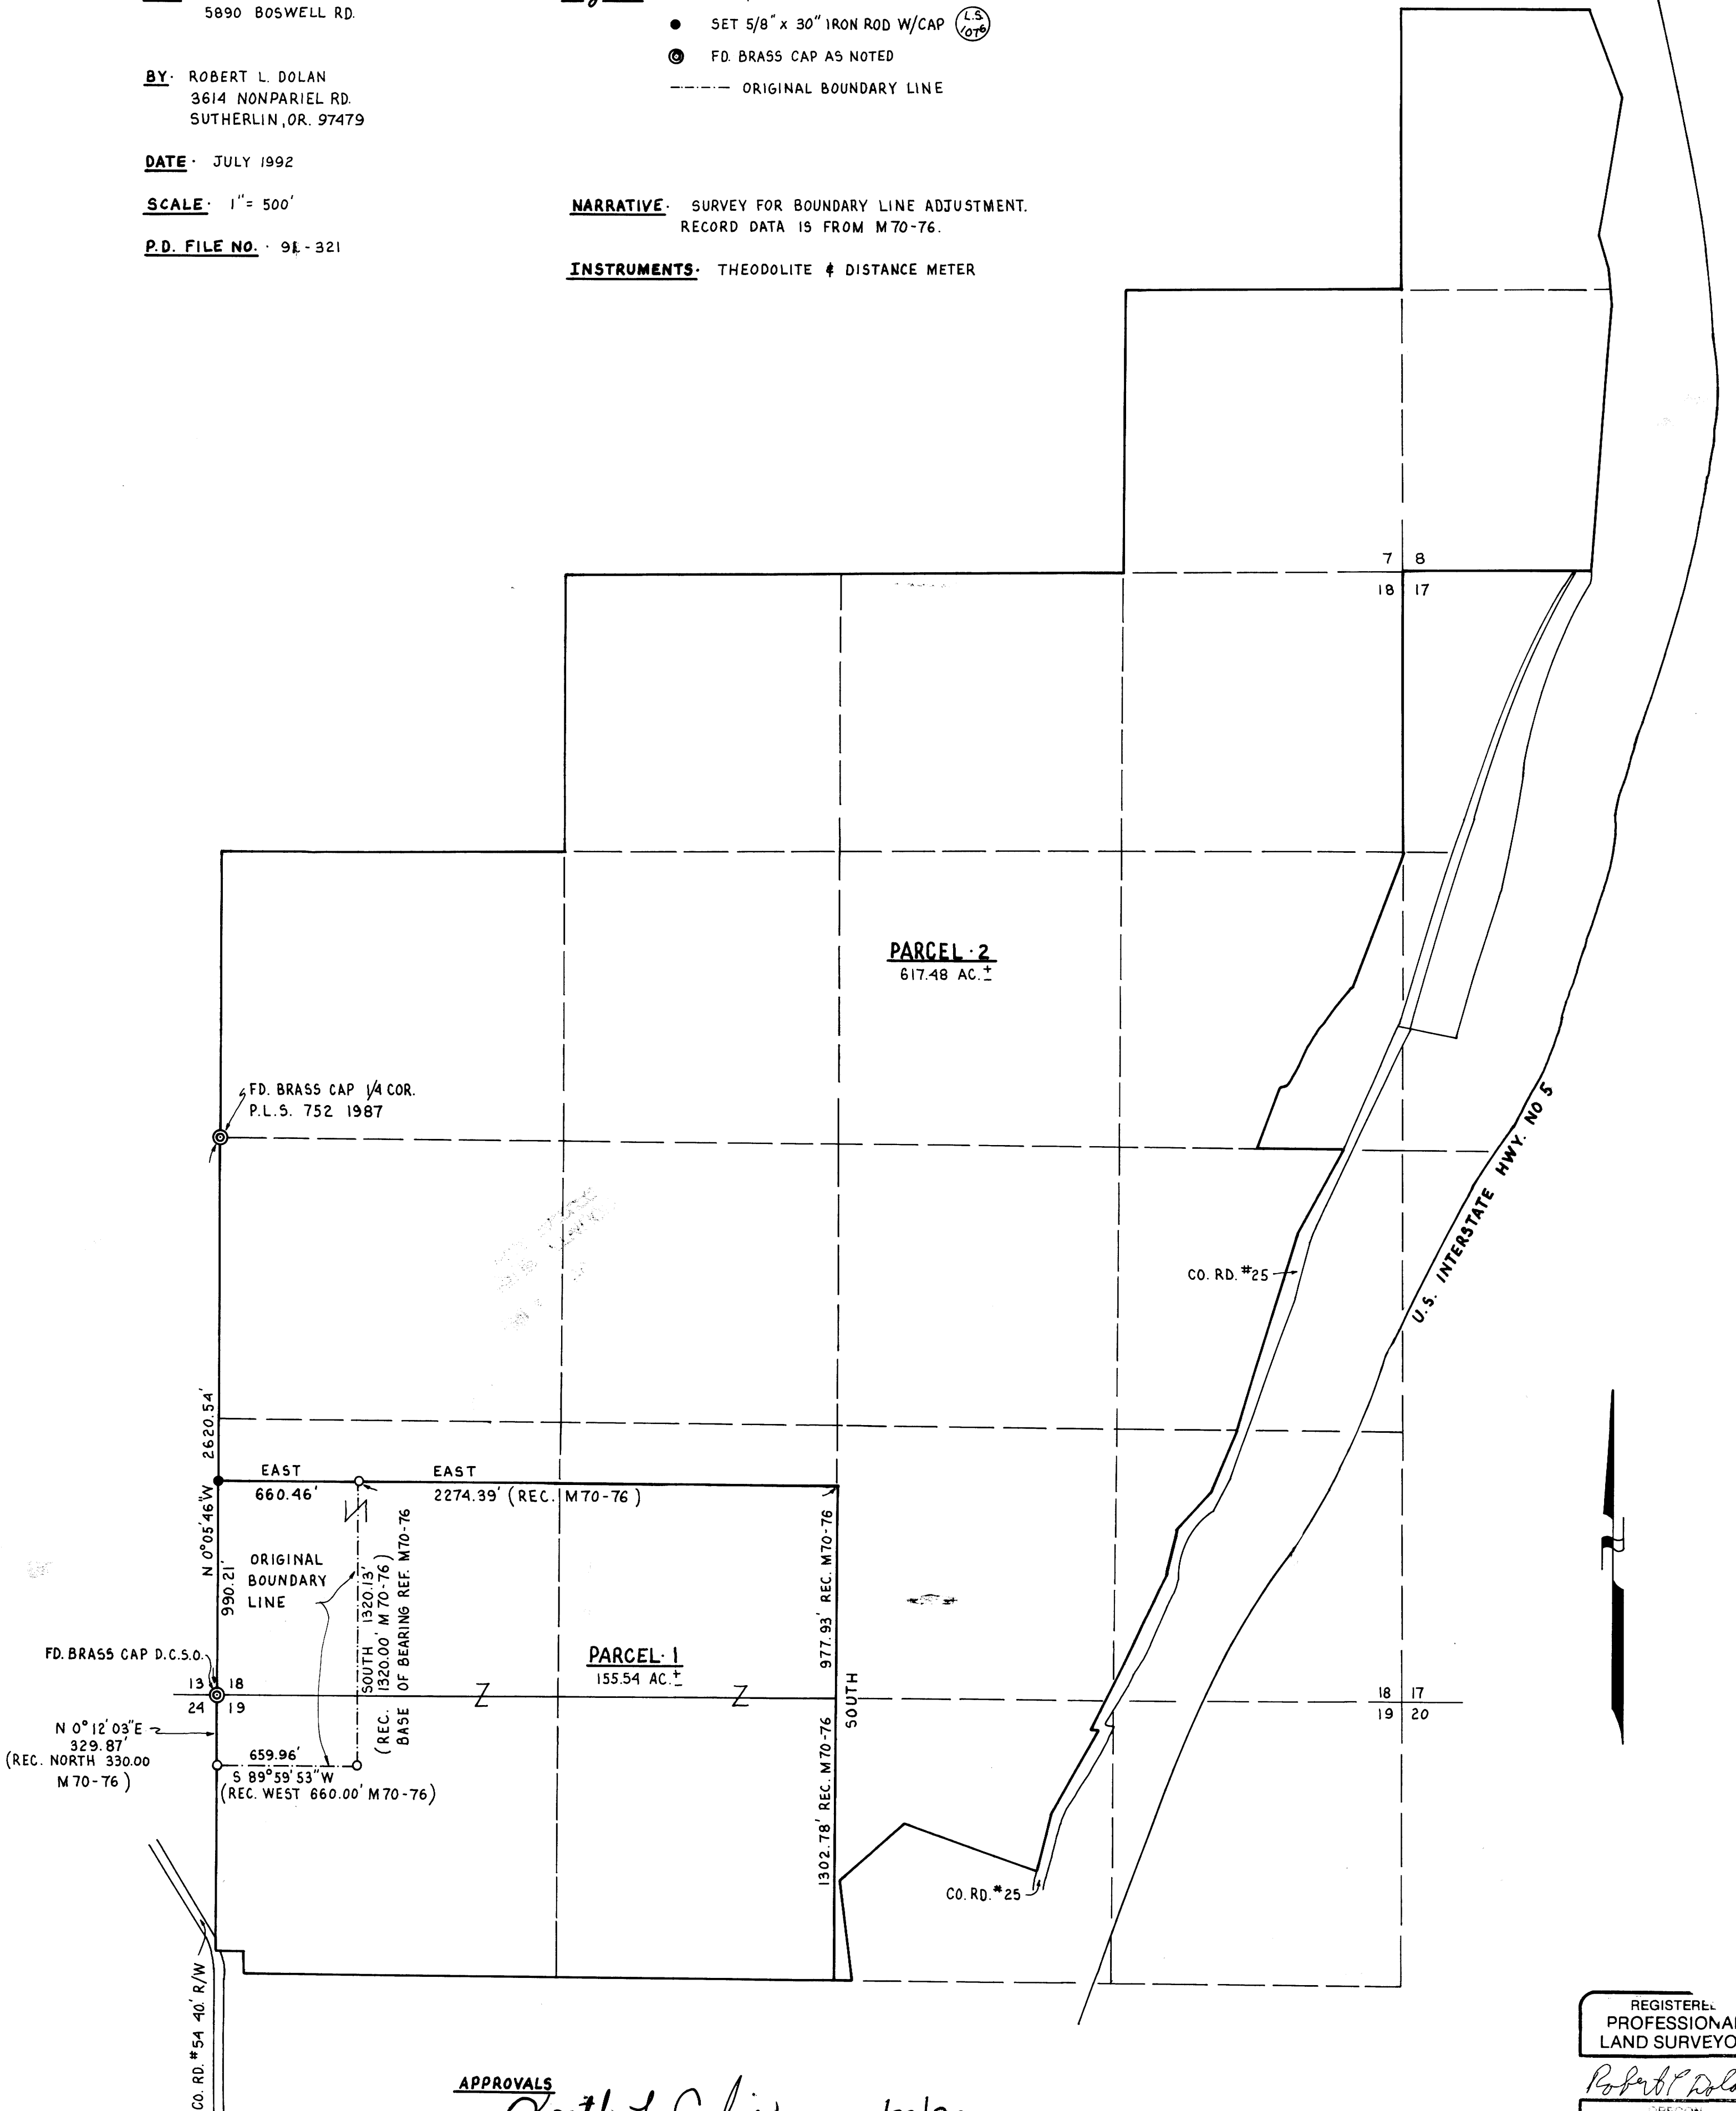 5890 BOSWELL RD.
BY· ROBERT L. DOLAN
3614 NONPARIEL RD.
SUTHERLIN, OR. 97479
DATE· JULY 1992
SCALE· 1"= 500'
P.D. FILE NO. · 91-321
● SET 5/8" x 30" IRON ROD W/CAP L.S. 1076
FD. BRASS CAP AS NOTED
ORIGINAL BOUNDARY LINE
NARRATIVE· SURVEY FOR BOUNDARY LINE ADJUSTMENT.
RECORD DATA IS FROM M70-76.
INSTRUMENTS· THEODOLITE & DISTANCE METER
7 8
18 17
PARCEL·2
617.48 AC.±
FD. BRASS CAP 1/4 COR.
P.L.S. 752 1987
U.S. INTERSTATE HWY. NO 5
CO. RD. #25
N 0°05'46"W 2620.54'
EAST
660.46'
EAST
2274.39' (REC. M70-76)
990.21'
ORIGINAL
BOUNDARY
LINE
SOUTH 1320.13'
(REC. 1320.00' M70-76)
BASE OF BEARING REF. M70-76
977.93' REC. M70-76
SOUTH
1302.78' REC. M70-76
PARCEL·1
155.54 AC.±
FD. BRASS CAP D.C.S.O.
13 18
24 19
18 17
19 20
N 0°12'03"E
329.87'
(REC. NORTH 330.00
M70-76)
659.96'
S 89°59'53"W
(REC. WEST 660.00' M70-76)
CO. RD. #25
CO. RD. #54 40' R/W
APPROVALS
REGISTERED
PROFESSIONAL
LAND SURVEYO
Robert L Dola
OREGON